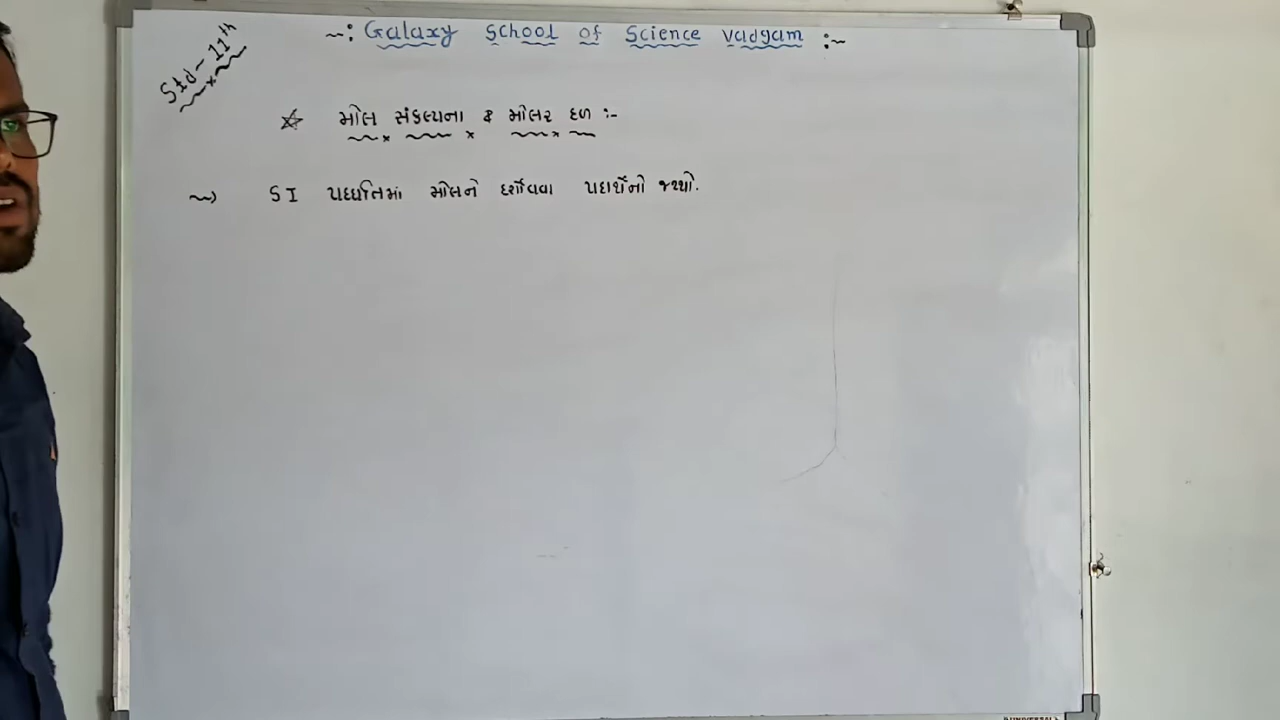 ~: Galaxy School of Science Vadgam :~
Std - 11th
☆ મોલ સંકલ્પના ક મોલર દળ :-
~) SI પધ્ધતિમાં મોલને દર્શાવવા પદાર્થનો જથ્થો.